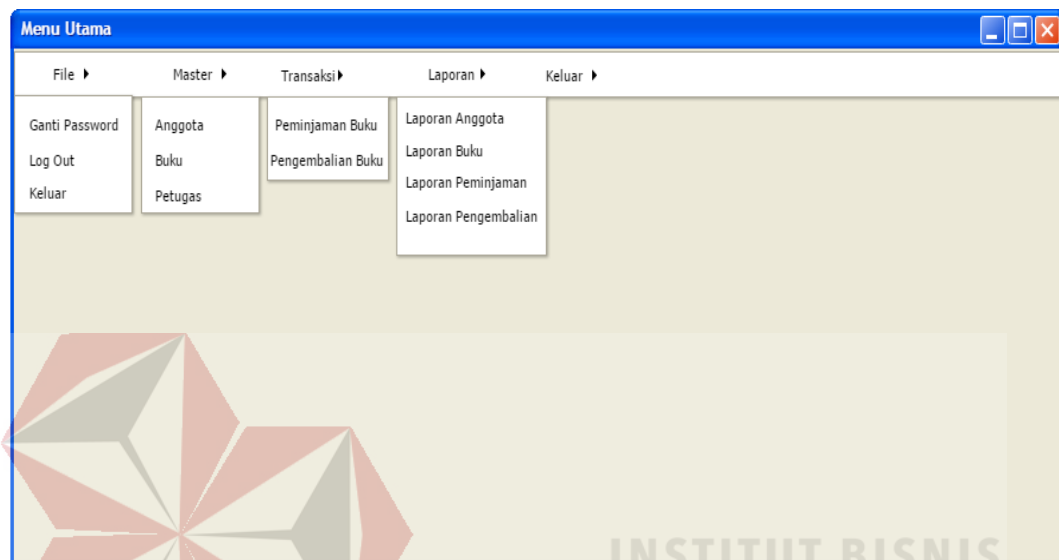 Menu Utama
File Master Transaksi Laporan Keluar
Ganti Password
Log Out
Keluar
Anggota
Buku
Petugas
Peminjaman Buku
Pengembalian Buku
Laporan Anggota
Laporan Buku
Laporan Peminjaman
Laporan Pengembalian
INSTITUT BISNIS